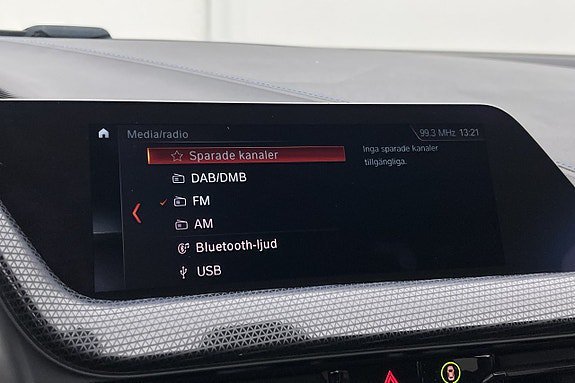 Media/radio
99.3 MHz 13:21
Sparade kanaler
Inga sparade kanaler
tillgängliga.
DAB/DMB
FM
AM
Bluetooth-ljud
USB